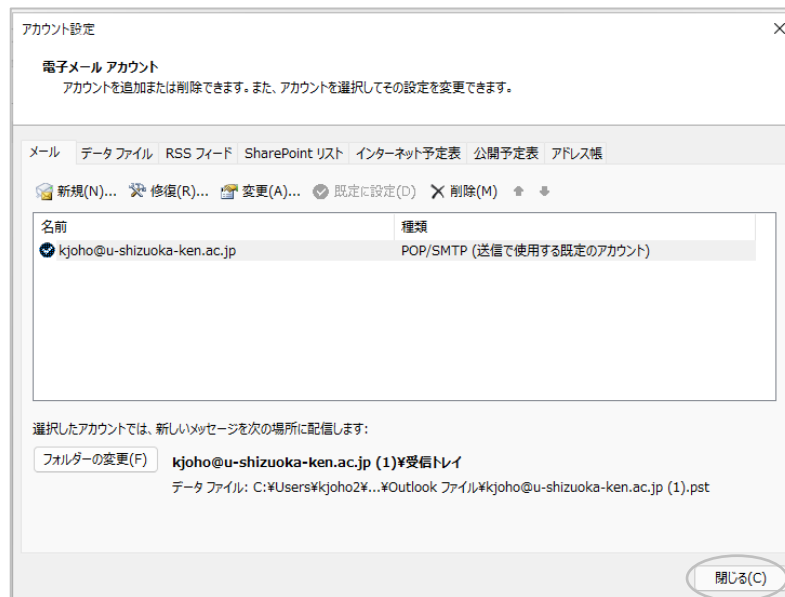 アカウント設定
電子メール アカウント
アカウントを追加または削除できます。また、アカウントを選択してその設定を変更できます。
メール データ ファイル RSS フィード SharePoint リスト インターネット予定表 公開予定表 アドレス帳
新規(N)... 修復(R)... 変更(A)... 既定に設定(D) 削除(M)
名前 種類
kjoho@u-shizuoka-ken.ac.jp POP/SMTP (送信で使用する既定のアカウント)
選択したアカウントでは、新しいメッセージを次の場所に配信します:
フォルダーの変更(F) kjoho@u-shizuoka-ken.ac.jp (1)¥受信トレイ
データ ファイル: C:¥Users¥kjoho2¥...¥Outlook ファイル¥kjoho@u-shizuoka-ken.ac.jp (1).pst
閉じる(C)